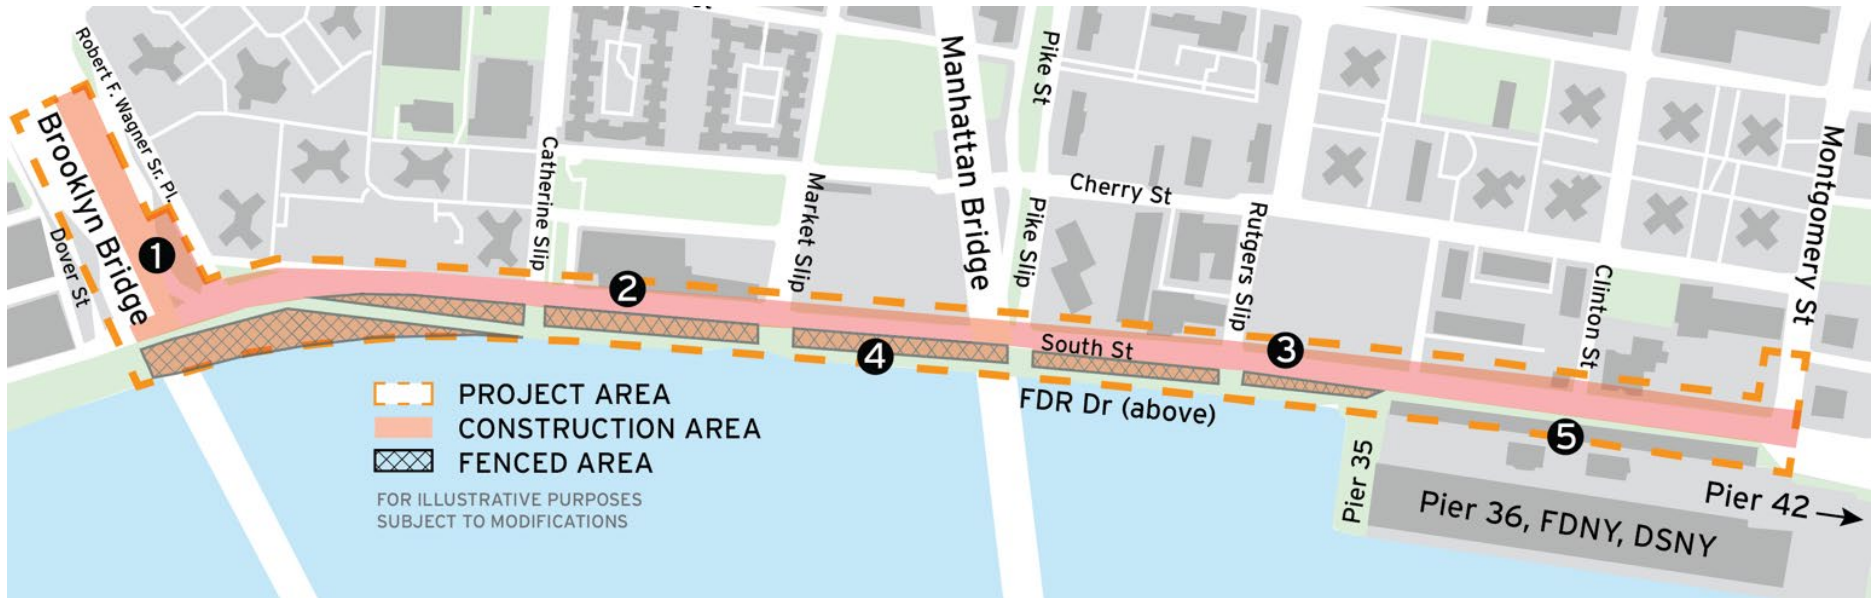 Robert F. Wagner Sr. Pl.
Brooklyn Bridge
Dover St
1
Catherine Slip
2
Market Slip
Manhattan Bridge
Pike St
Pike Slip
Cherry St
Rutgers Slip
Clinton St
Montgomery St
South St
3
4
5
FDR Dr (above)
Pier 35
Pier 36, FDNY, DSNY
Pier 42
PROJECT AREA
CONSTRUCTION AREA
FENCED AREA
FOR ILLUSTRATIVE PURPOSES
SUBJECT TO MODIFICATIONS